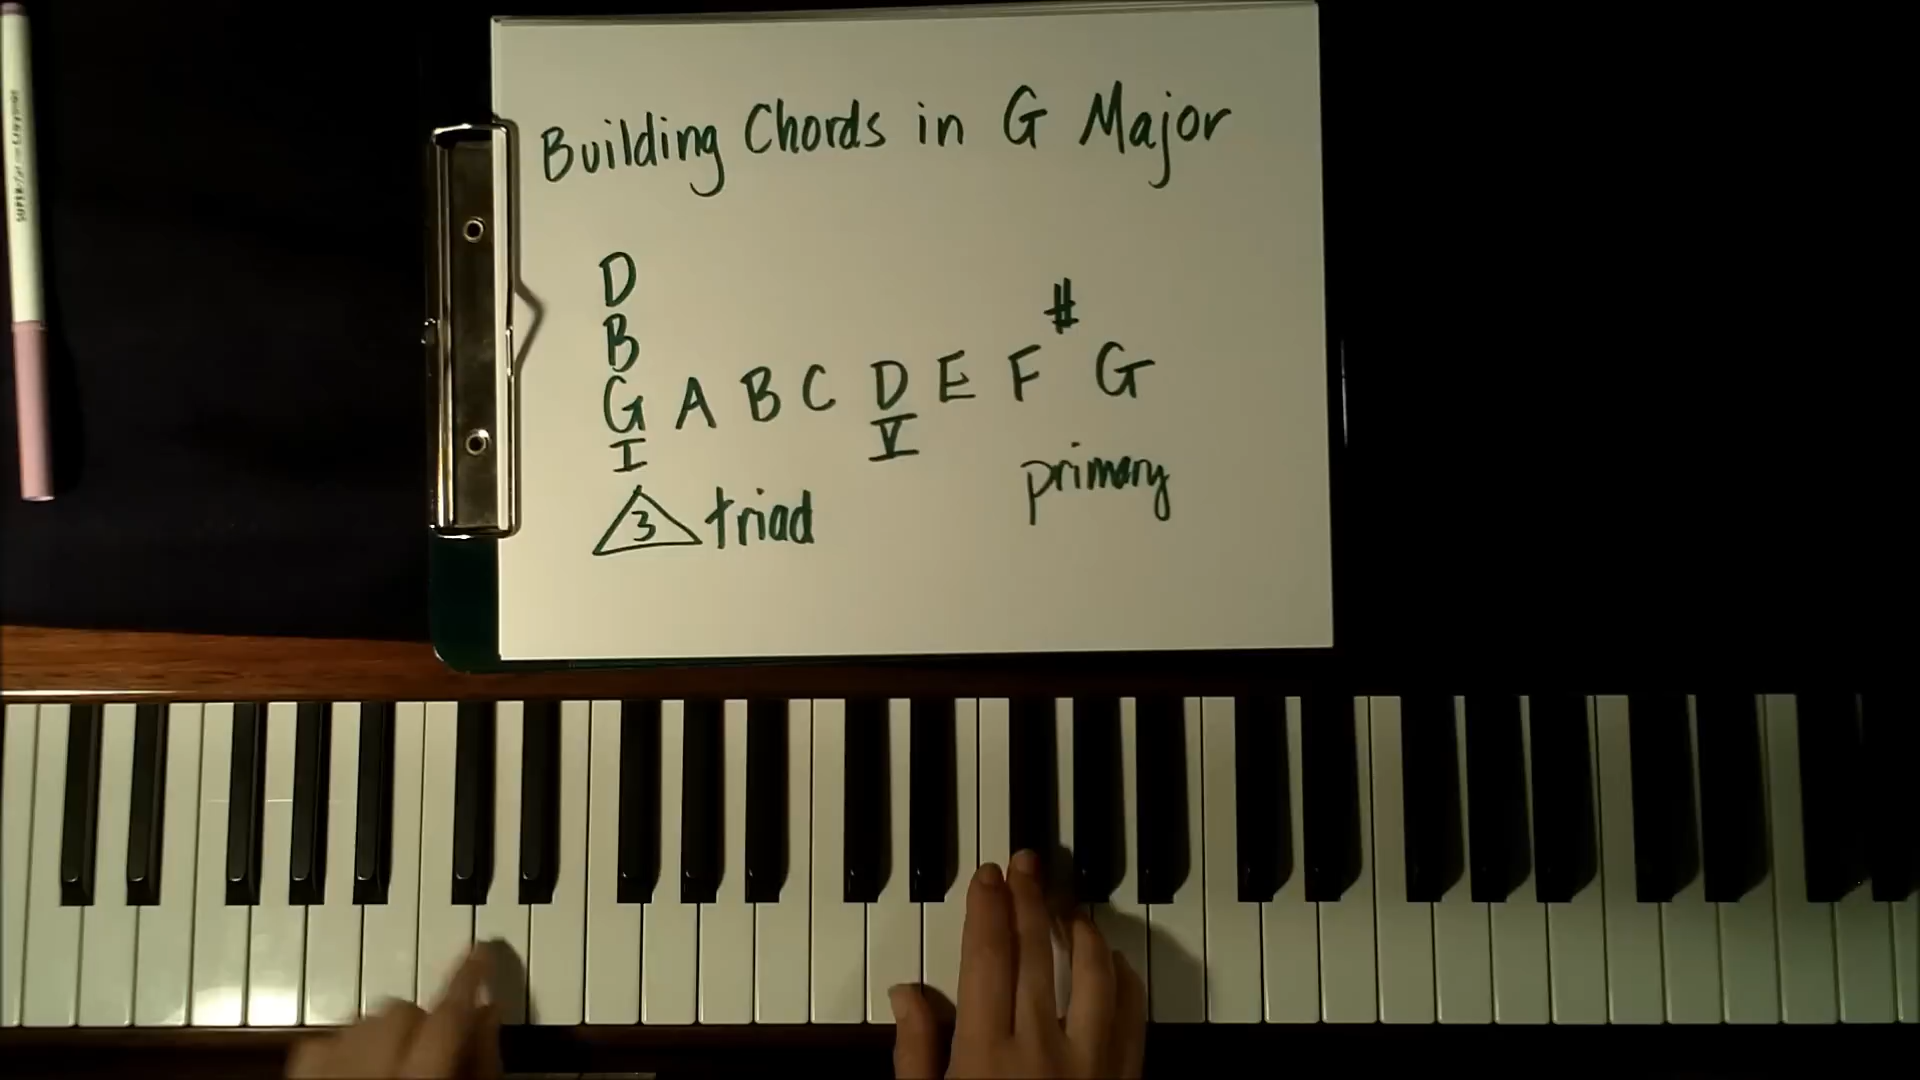 Building Chords in G Major
D
B
#
G A B C D E F G
I V
primary
3 triad